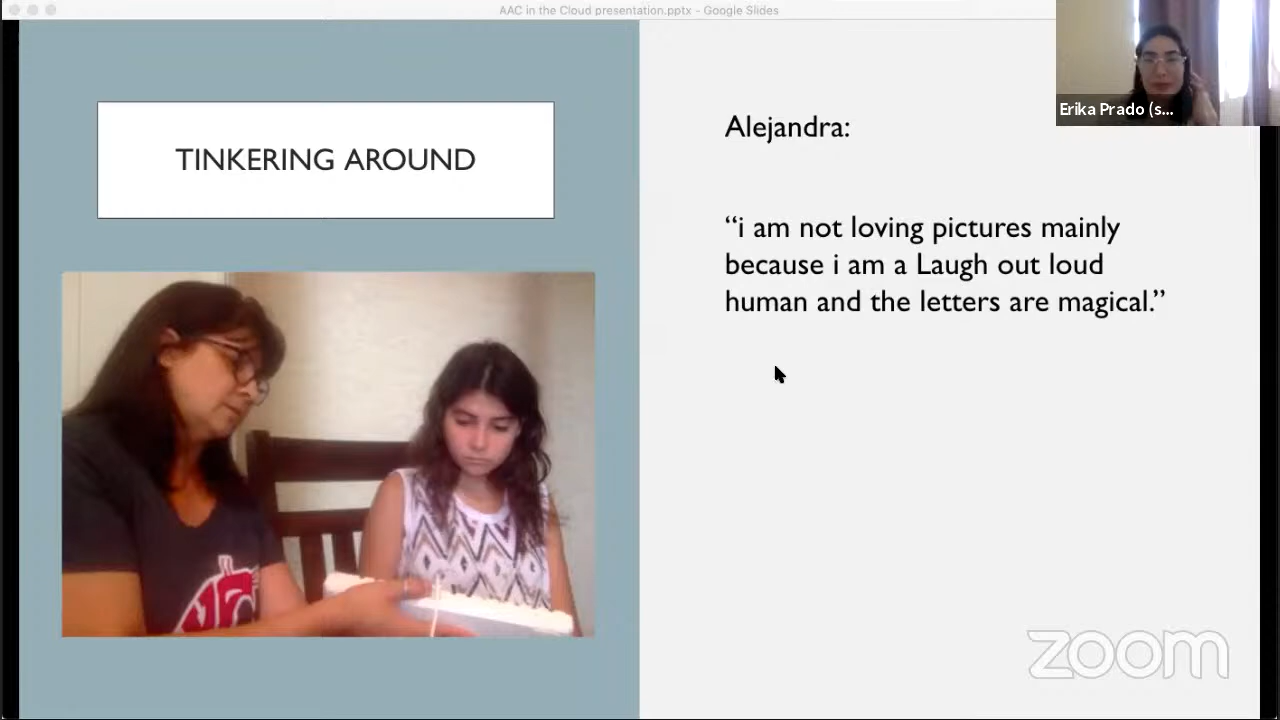 AAC in the Cloud presentation.pptx - Google Slides
Erika Prado (s...
TINKERING AROUND
Alejandra:
“i am not loving pictures mainly
because i am a Laugh out loud
human and the letters are magical.”
zoom